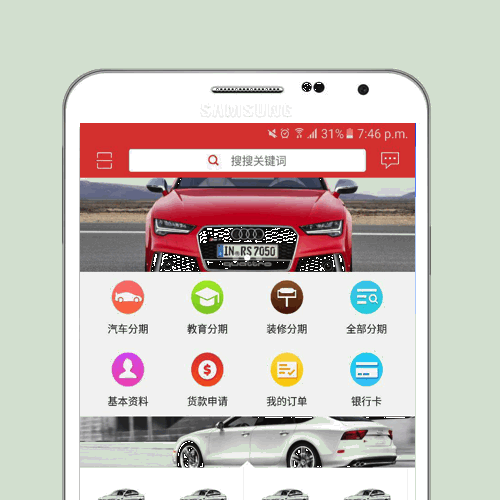 SAMSUNG
31% 7:46 p.m.
搜搜关键词
IN RS 7050
汽车分期 教育分期 装修分期 全部分期
基本资料 货款申请 我的订单 银行卡